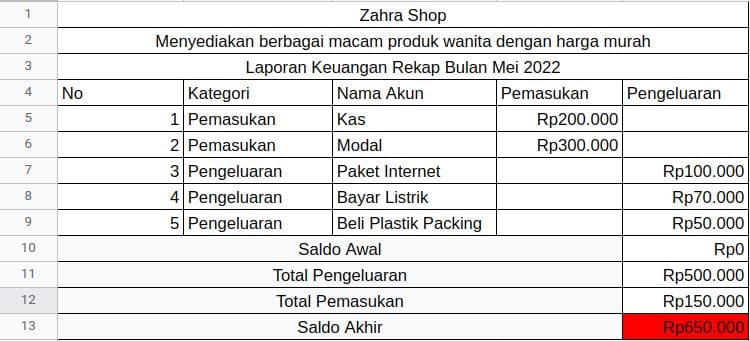 1 Zahra Shop
2 Menyediakan berbagai macam produk wanita dengan harga murah
3 Laporan Keuangan Rekap Bulan Mei 2022
4 No Kategori Nama Akun Pemasukan Pengeluaran
5 1 Pemasukan Kas Rp200.000
6 2 Pemasukan Modal Rp300.000
7 3 Pengeluaran Paket Internet Rp100.000
8 4 Pengeluaran Bayar Listrik Rp70.000
9 5 Pengeluaran Beli Plastik Packing Rp50.000
10 Saldo Awal Rp0
11 Total Pengeluaran Rp500.000
12 Total Pemasukan Rp150.000
13 Saldo Akhir Rp650.000